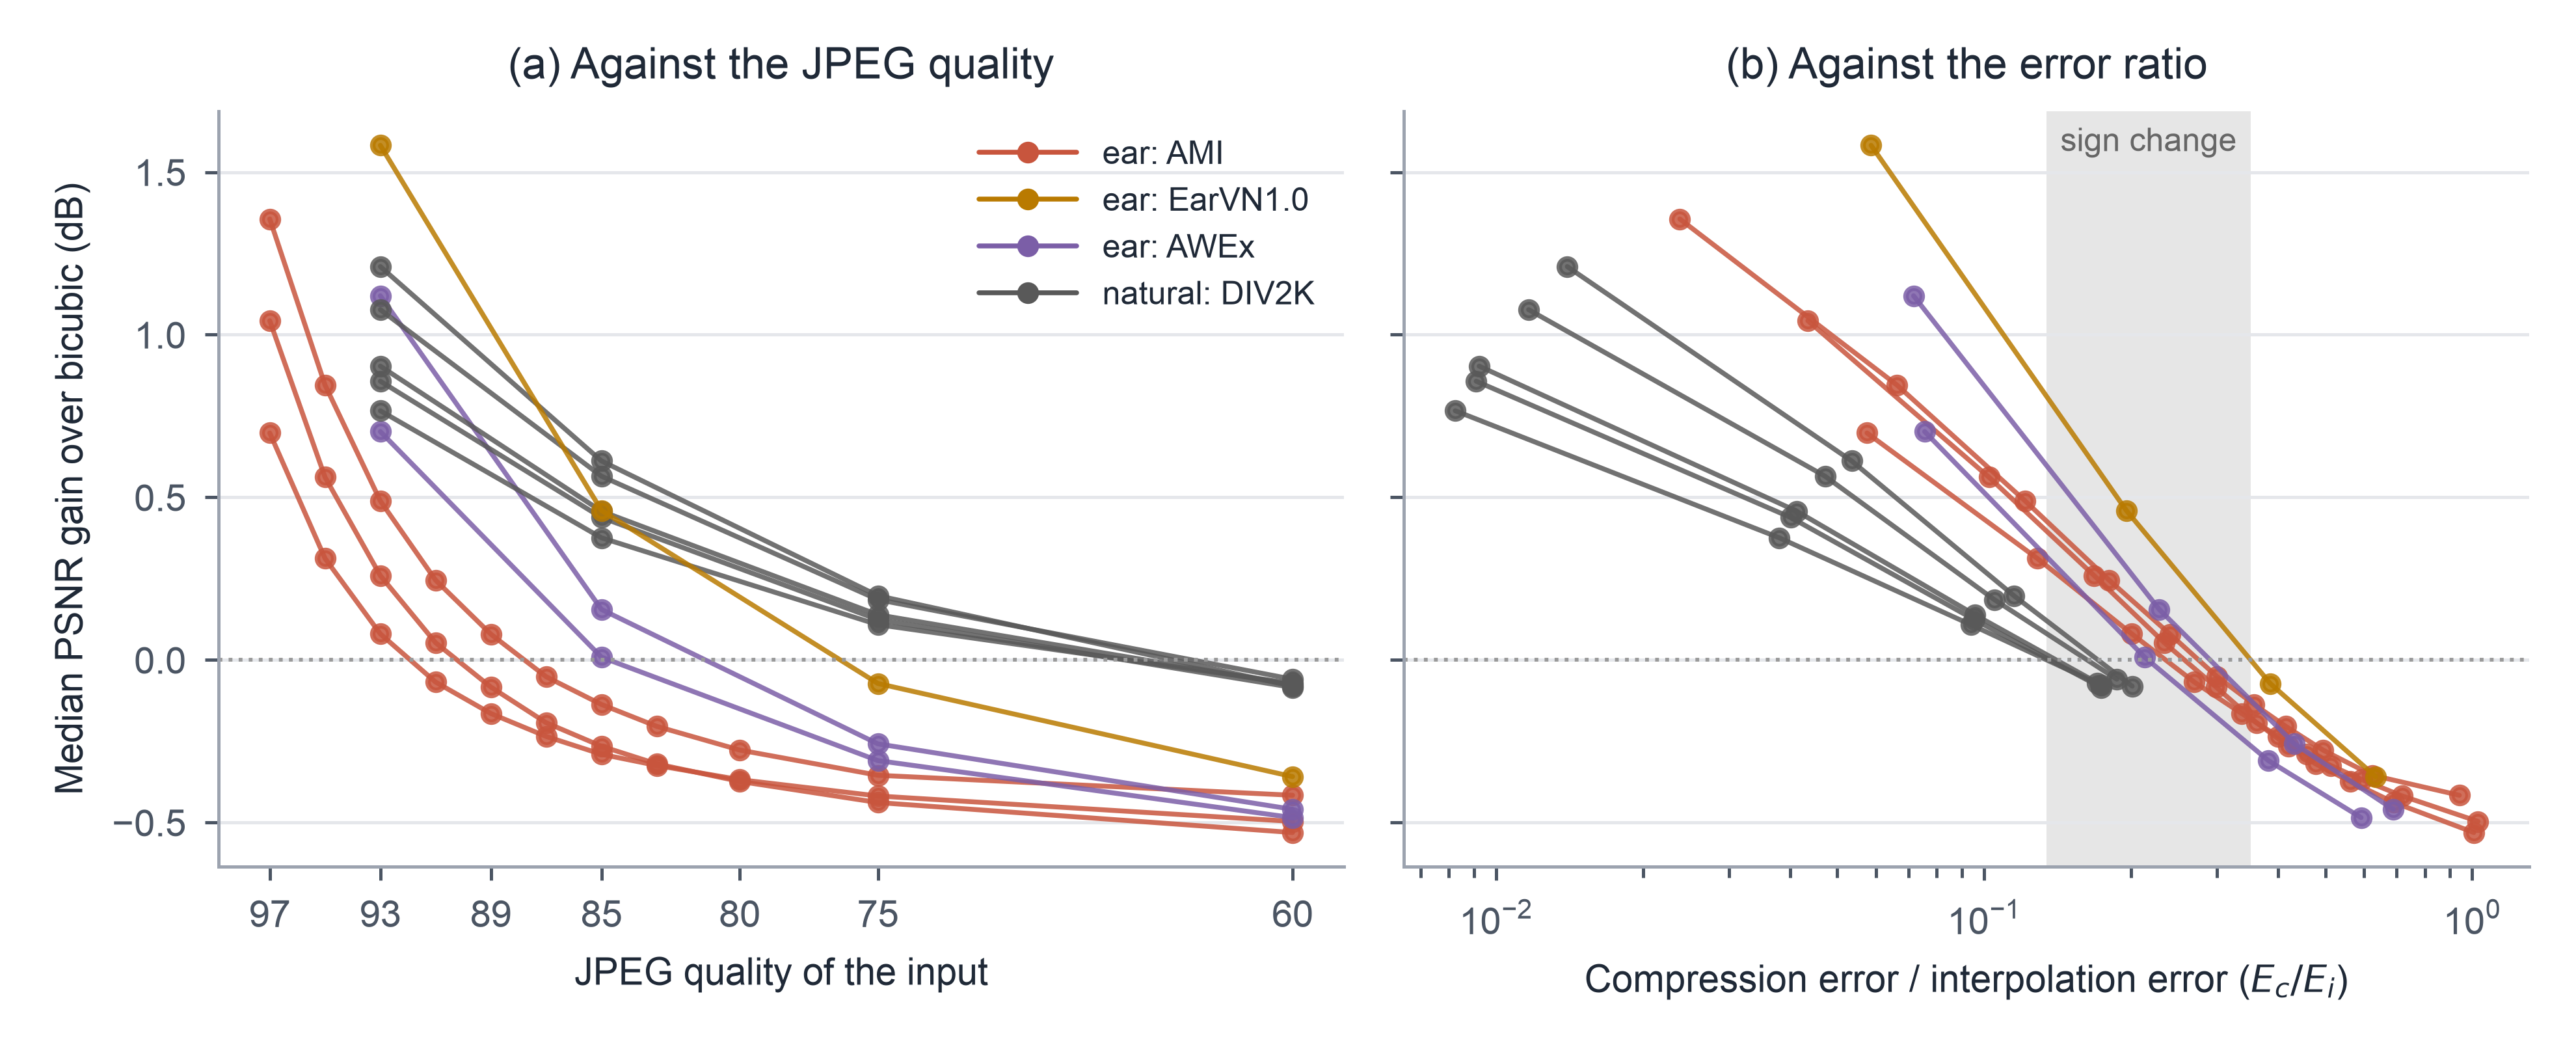 (a) Against the JPEG quality
Median PSNR gain over bicubic (dB)
1.5
1.0
0.5
0.0
−0.5
ear: AMI
ear: EarVN1.0
ear: AWEx
natural: DIV2K
97 93 89 85 80 75 60
JPEG quality of the input
(b) Against the error ratio
sign change
10⁻² 10⁻¹ 10⁰
Compression error / interpolation error (E_c/E_i)